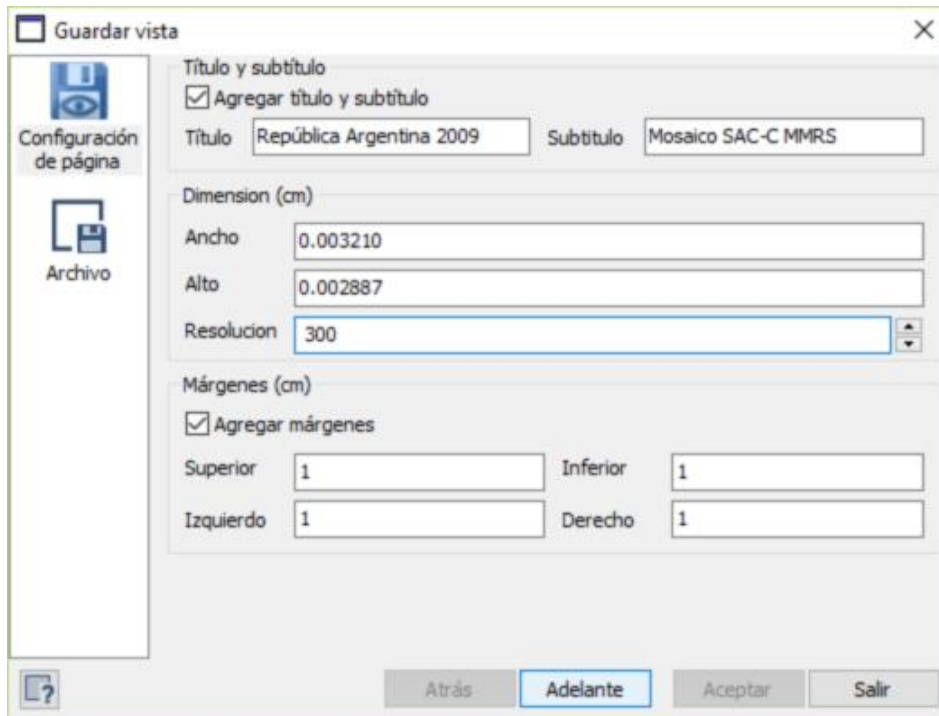 Guardar vista
Configuración
de página
Archivo
Título y subtítulo
Agregar título y subtítulo
Título República Argentina 2009 Subtitulo Mosaico SAC-C MMRS
Dimension (cm)
Ancho 0.003210
Alto 0.002887
Resolucion 300
Márgenes (cm)
Agregar márgenes
Superior 1 Inferior 1
Izquierdo 1 Derecho 1
? Atrás Adelante Aceptar Salir